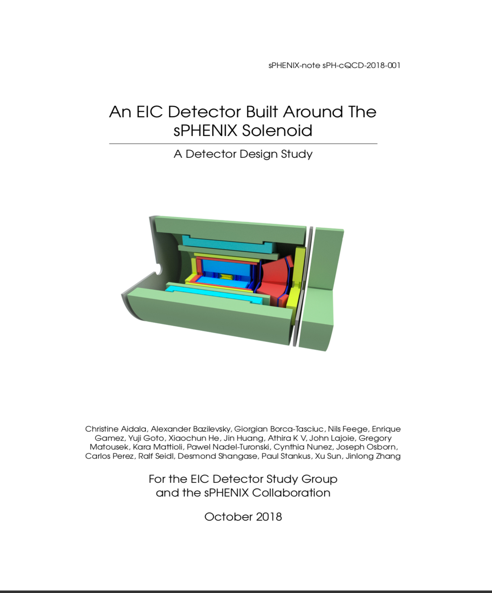 sPHENIX-note sPH-cQCD-2018-001
An EIC Detector Built Around The
sPHENIX Solenoid
A Detector Design Study
Christine Aidala, Alexander Bazilevsky, Giorgian Borca-Tasciuc, Nils Feege, Enrique
Gamez, Yuji Goto, Xiaochun He, Jin Huang, Athira K V, John Lajoie, Gregory
Matousek, Kara Mattioli, Pawel Nadel-Turonski, Cynthia Nunez, Joseph Osborn,
Carlos Perez, Ralf Seidl, Desmond Shangase, Paul Stankus, Xu Sun, Jinlong Zhang
For the EIC Detector Study Group
and the sPHENIX Collaboration
October 2018